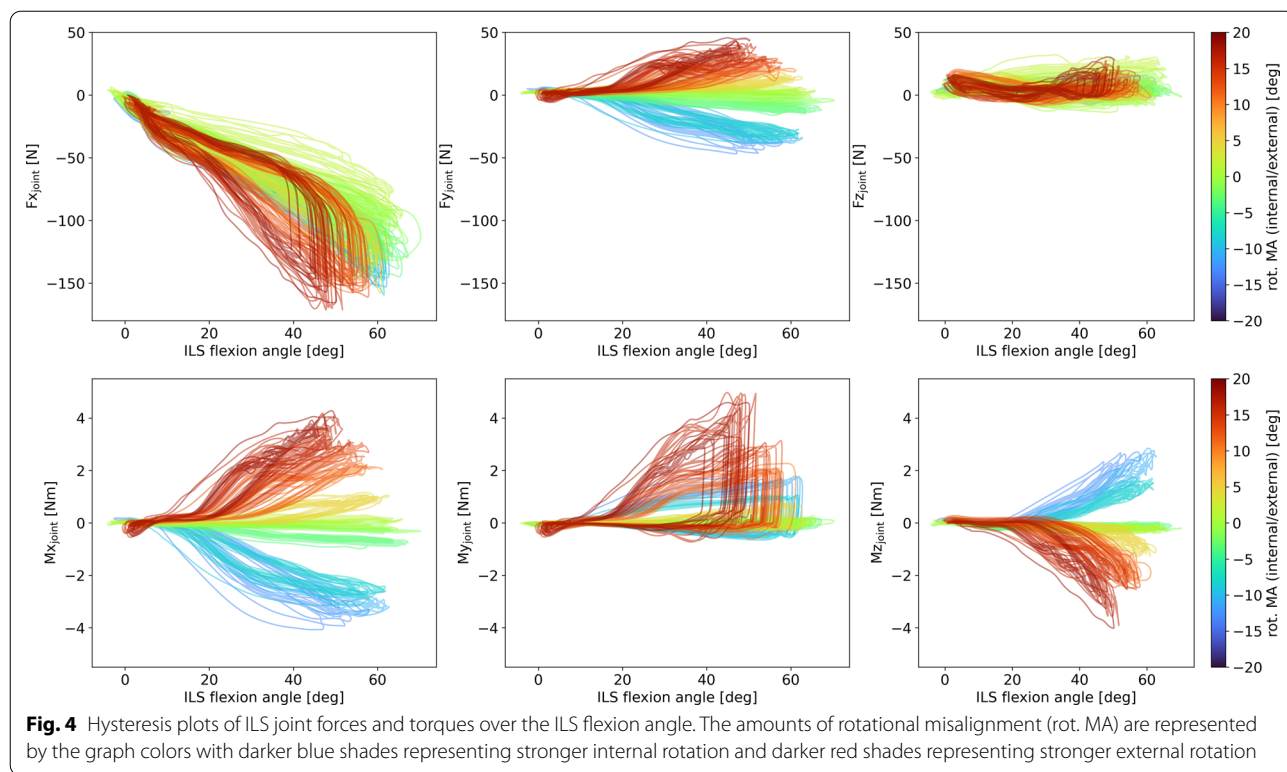 50
0
−50
−100
−150
Fx_joint [N]
0 20 40 60
ILS flexion angle [deg]
50
0
−50
−100
−150
Fy_joint [N]
0 20 40 60
ILS flexion angle [deg]
50
0
−50
−100
−150
Fz_joint [N]
0 20 40 60
ILS flexion angle [deg]
20
15
10
5
0
−5
−10
−15
−20
rot. MA (internal/external) [deg]
4
2
0
−2
−4
Mx_joint [Nm]
0 20 40 60
ILS flexion angle [deg]
4
2
0
−2
−4
My_joint [Nm]
0 20 40 60
ILS flexion angle [deg]
4
2
0
−2
−4
Mz_joint [Nm]
0 20 40 60
ILS flexion angle [deg]
20
15
10
5
0
−5
−10
−15
−20
rot. MA (internal/external) [deg]
Fig. 4 Hysteresis plots of ILS joint forces and torques over the ILS flexion angle. The amounts of rotational misalignment (rot. MA) are represented
by the graph colors with darker blue shades representing stronger internal rotation and darker red shades representing stronger external rotation